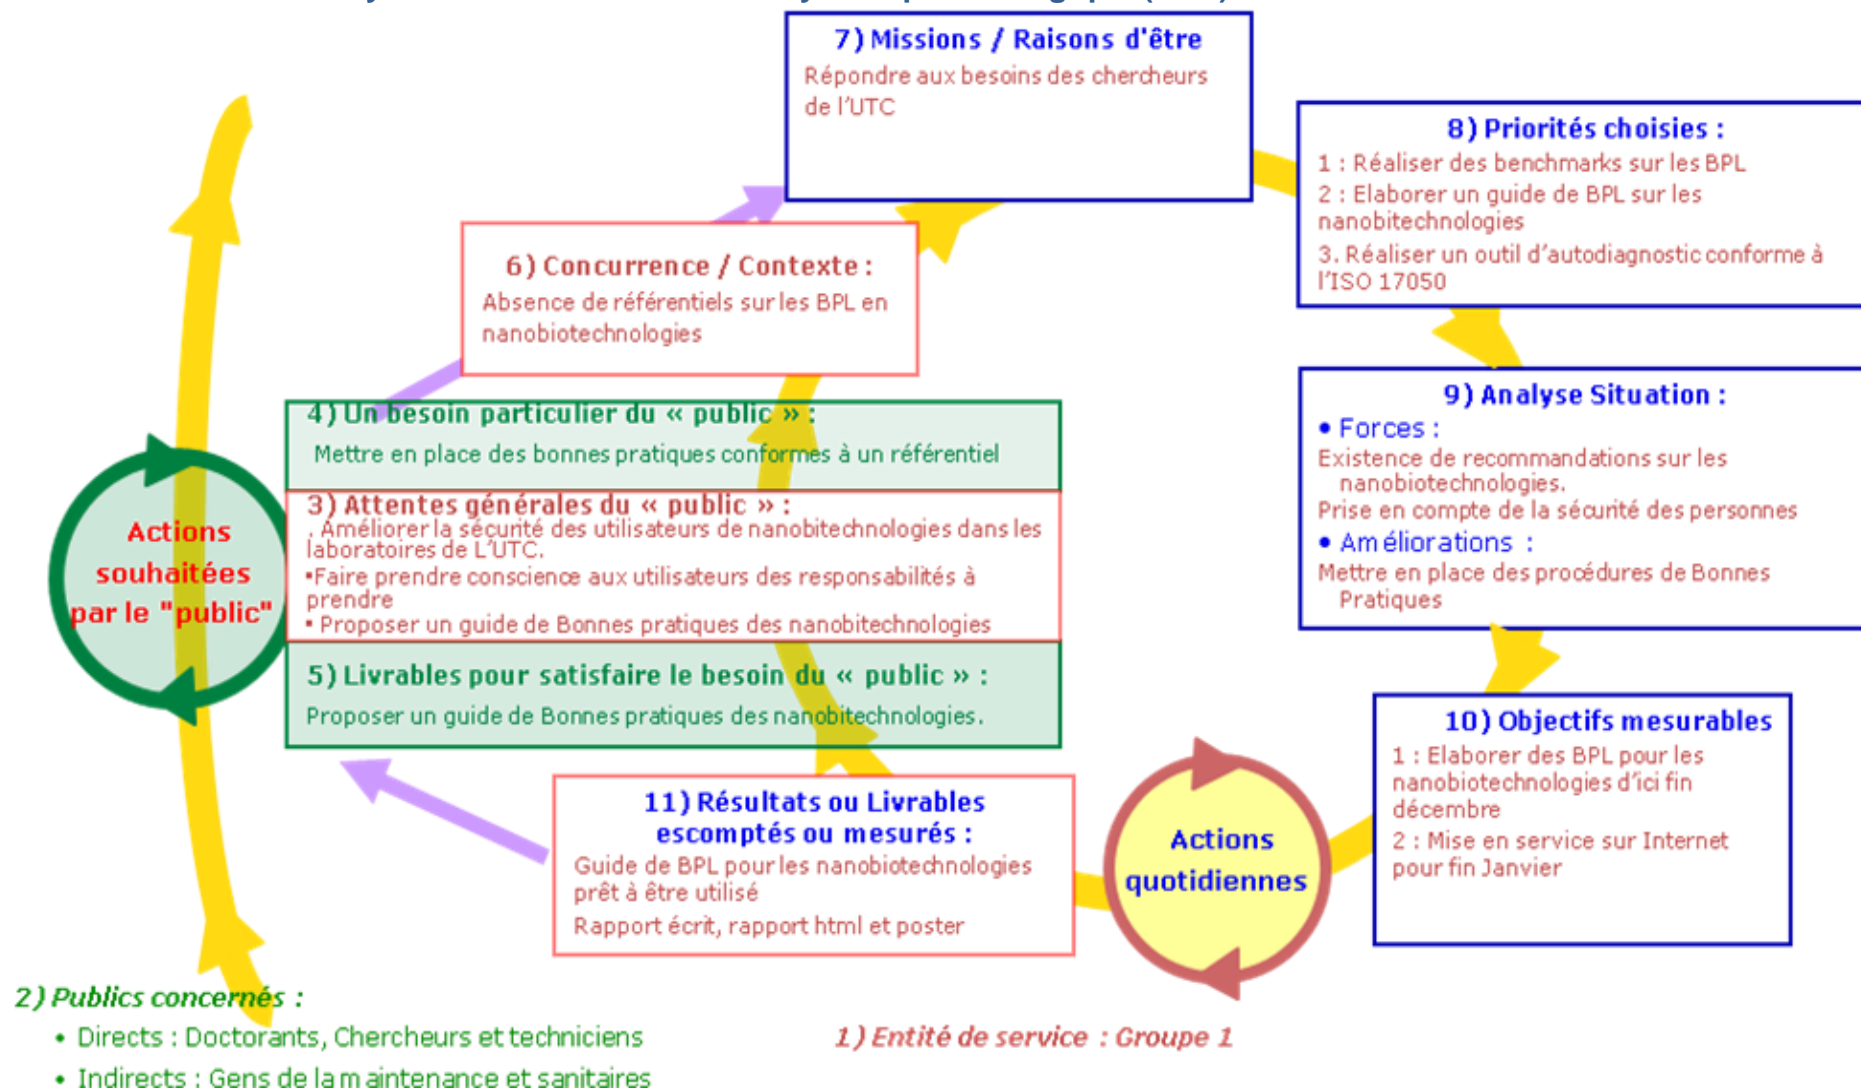 7) Missions / Raisons d'être
Répondre aux besoins des chercheurs
de l'UTC
8) Priorités choisies :
1 : Réaliser des benchmarks sur les BPL
2 : Elaborer un guide de BPL sur les
nanobitechnologies
3. Réaliser un outil d'autodiagnostic conforme à
l'ISO 17050
6) Concurrence / Contexte :
Absence de référentiels sur les BPL en
nanobiotechnologies
9) Analyse Situation :
• Forces :
Existence de recommandations sur les
nanobiotechnologies.
Prise en compte de la sécurité des personnes
• Améliorations :
Mettre en place des procédures de Bonnes
Pratiques
4) Un besoin particulier du « public » :
Mettre en place des bonnes pratiques conformes à un référentiel
3) Attentes générales du « public » :
. Améliorer la sécurité des utilisateurs de nanobitechnologies dans les
laboratoires de L'UTC.
▪Faire prendre conscience aux utilisateurs des responsabilités à
prendre
▪ Proposer un guide de Bonnes pratiques des nanobitechnologies
Actions
souhaitées
par le "public"
5) Livrables pour satisfaire le besoin du « public » :
Proposer un guide de Bonnes pratiques des nanobitechnologies.
10) Objectifs mesurables
1 : Elaborer des BPL pour les
nanobiotechnologies d'ici fin
décembre
2 : Mise en service sur Internet
pour fin Janvier
11) Résultats ou Livrables
escomptés ou mesurés :
Guide de BPL pour les nanobiotechnologies
prêt à être utilisé
Rapport écrit, rapport html et poster
Actions
quotidiennes
2) Publics concernés :
• Directs : Doctorants, Chercheurs et techniciens
• Indirects : Gens de la maintenance et sanitaires
1) Entité de service : Groupe 1